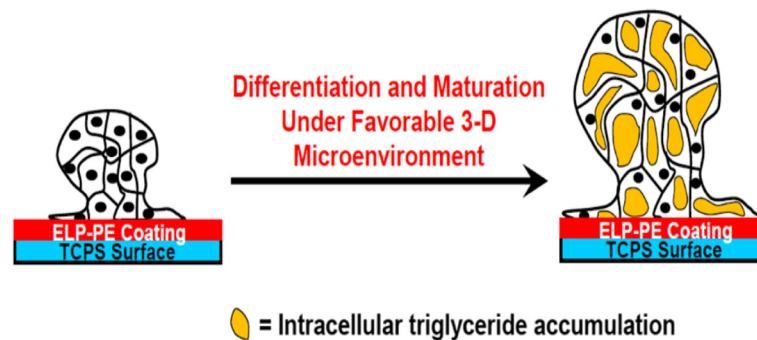 Differentiation and Maturation
Under Favorable 3-D
Microenvironment
ELP-PE Coating
TCPS Surface
ELP-PE Coating
TCPS Surface
= Intracellular triglyceride accumulation